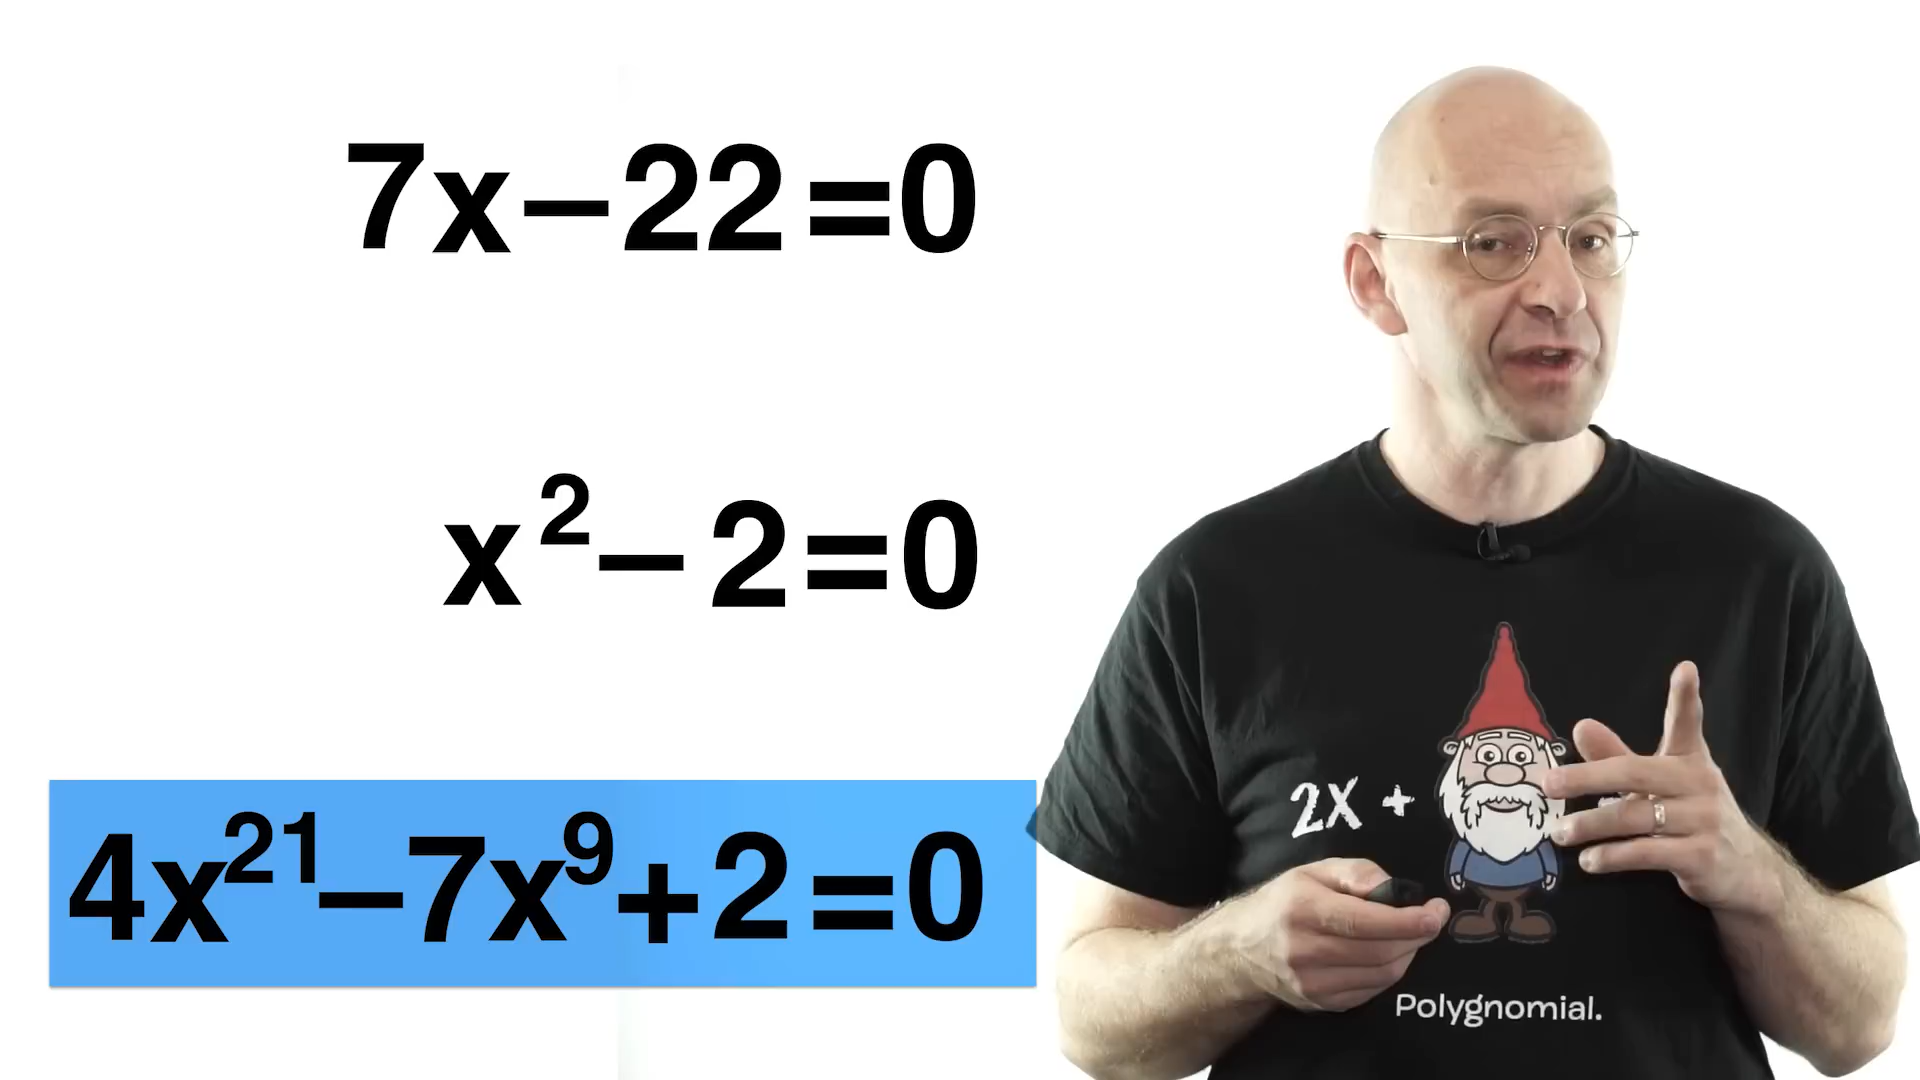 7x–22=0
x²–2=0
4x²¹–7x⁹+2=0
2X +
Polygnomial.